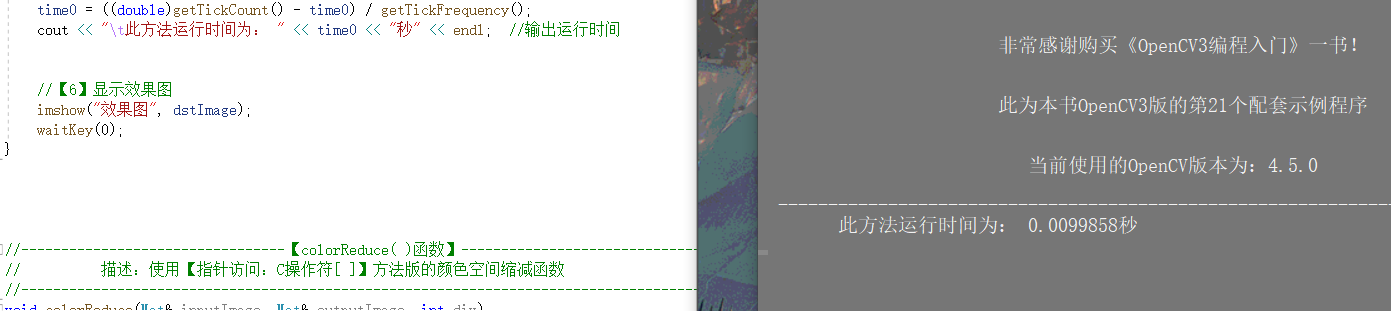 time0 = ((double)getTickCount() - time0) / getTickFrequency();
cout << "\t此方法运行时间为: " << time0 << "秒" << endl; //输出运行时间
//【6】显示效果图
imshow("效果图", dstImage);
waitKey(0);
}
//---------------------------------【colorReduce( )函数】------------------------------
// 描述：使用【指针访问：C操作符[ ]】方法版的颜色空间缩减函数
//----------------------------------------------------------------------------------
void colorReduce(Mat& inputImage, Mat& outputImage, int div)
非常感谢购买《OpenCV3编程入门》一书！
此为本书OpenCV3版的第21个配套示例程序
当前使用的OpenCV版本为：4.5.0
--------------------------------------------------------------
此方法运行时间为: 0.0099858秒